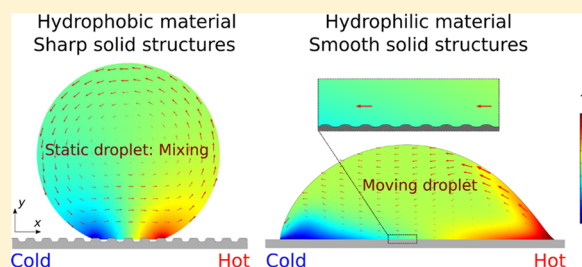 Hydrophobic material
Sharp solid structures
Static droplet: Mixing
y
x
Cold
Hot
Hydrophilic material
Smooth solid structures
Moving droplet
Cold
Hot